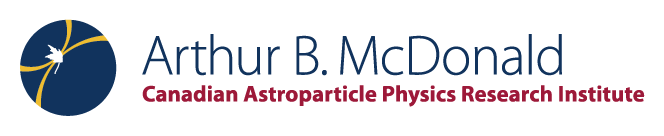 Arthur B. McDonald
Canadian Astroparticle Physics Research Institute